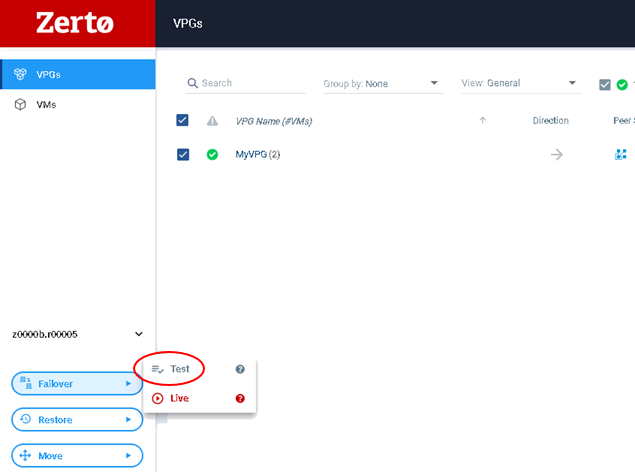 Zertø
VPGs
VPGs
VMs
Search
Group by: None
View: General
VPG Name (#VMs)
Direction
Peer
MyVPG (2)
z0000b.r00005
Failover
Test
Live
Restore
Move